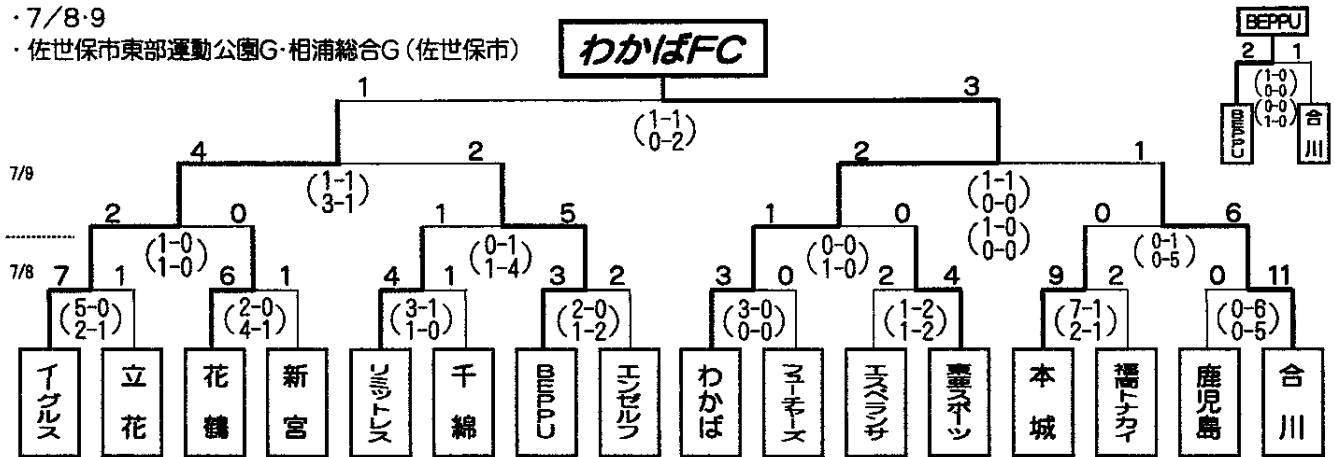 ・7/8・9
・佐世保市東部運動公園G・相浦総合G(佐世保市)
わかばFC
BEPPU
2 1
(1-0
0-0
0-0
1-0)
BEPPU 合川
1 3
(1-1
0-2)
7/9
4 2 2 1
(1-1
3-1)
(1-1
0-0)
(1-0
0-0)
2 0 1 5 1 0 0 6
(1-0
1-0)
(0-1
1-4)
(0-0
1-0)
(0-1
0-5)
7/8
7 1 6 1 4 1 3 2 3 0 2 4 9 2 0 11
(5-0
2-1)
(2-0
4-1)
(3-1
1-0)
(2-0
1-2)
(3-0
0-0)
(1-2
1-2)
(7-1
2-1)
(0-6
0-5)
イーグルス
立花
花鶴
新宮
リミットレス
千綿
BEPPU
エンゼルフ
わかば
フューチャーズ
エスペランサ
東亜スポーツ
本城
福岡トナカイ
鹿児島
合川